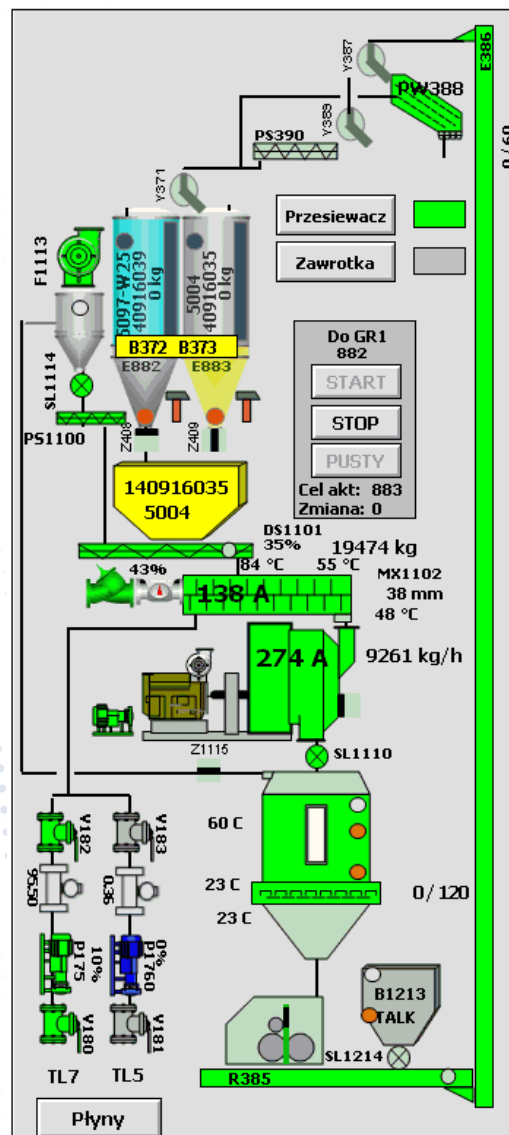 Y387
E386
PW388
0 / 60
Y389
PS390
Y371
Przesiewacz
Zawrotka
F1113
5097-W25
40916039
0 kg
5004
40916035
0 kg
B372 B373
E882 E883
Do GR1
882
START
STOP
PUSTY
Cel akt: 883
Zmiana: 0
SL1114
PS1100
Z408
Z409
140916035
5004
DS1101
35%
19474 kg
43%
84 °C
55 °C
MX1102
138 A
38 mm
48 °C
274 A
9261 kg/h
Z1115
SL1110
V182
V183
60 C
95.50
0.36
23 C
0 / 120
23 C
10%
P175
0%
P1760
B1213
TALK
V180
V181
SL1214
TL7
TL5
R385
Płyny